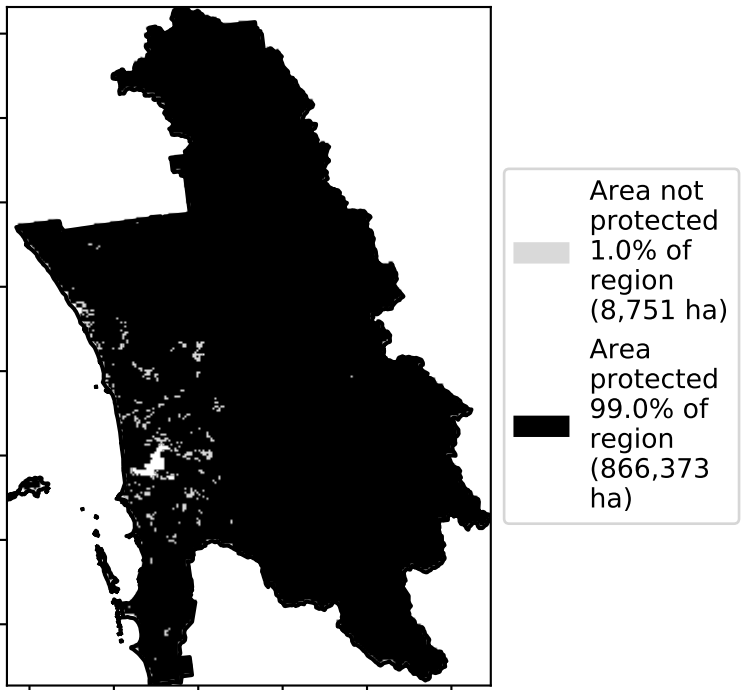 Area not
protected
1.0% of
region
(8,751 ha)
Area
protected
99.0% of
region
(866,373
ha)